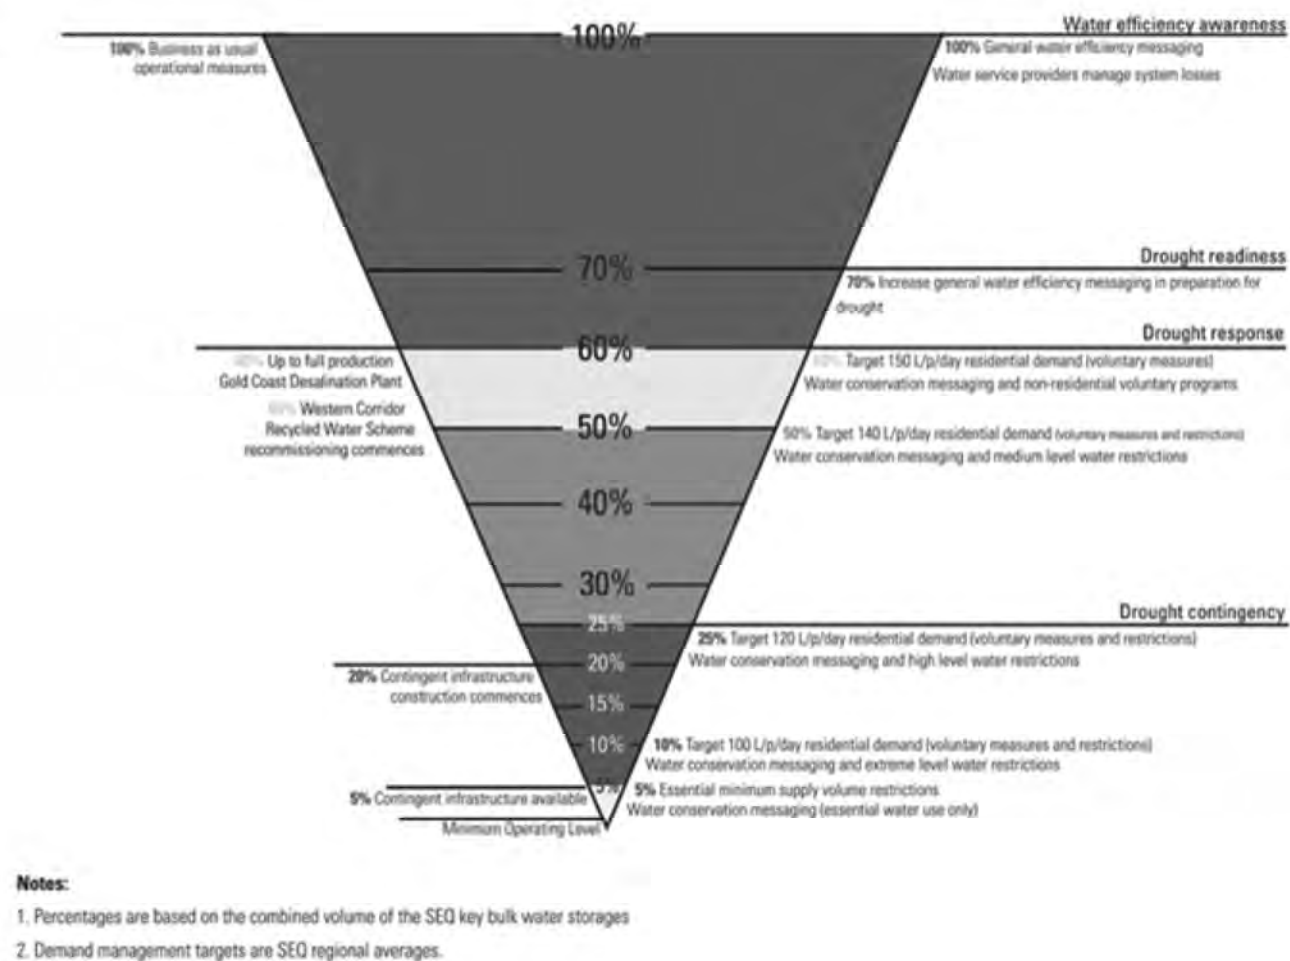 Water efficiency awareness
100%
100% Business as usual
operational measures
100% General water efficiency messaging
Water service providers manage system losses
Drought readiness
70%
70% Increase general water efficiency messaging in preparation for
drought
Drought response
60%
Up to full production
Gold Coast Desalination Plant
60% Western Corridor
Recycled Water Scheme
recommissioning commences
60% Target 150 L/p/day residential demand (voluntary measures)
Water conservation messaging and non-residential voluntary programs
50%
50% Target 140 L/p/day residential demand (voluntary measures and restrictions)
Water conservation messaging and medium level water restrictions
40%
30%
Drought contingency
25%
25% Target 120 L/p/day residential demand (voluntary measures and restrictions)
Water conservation messaging and high level water restrictions
20%
20% Contingent infrastructure
construction commences
15%
10%
10% Target 100 L/p/day residential demand (voluntary measures and restrictions)
Water conservation messaging and extreme level water restrictions
5%
5% Contingent infrastructure available
5% Essential minimum supply volume restrictions
Water conservation messaging (essential water use only)
Minimum Operating Level
Notes:
1. Percentages are based on the combined volume of the SEQ key bulk water storages
2. Demand management targets are SEQ regional averages.